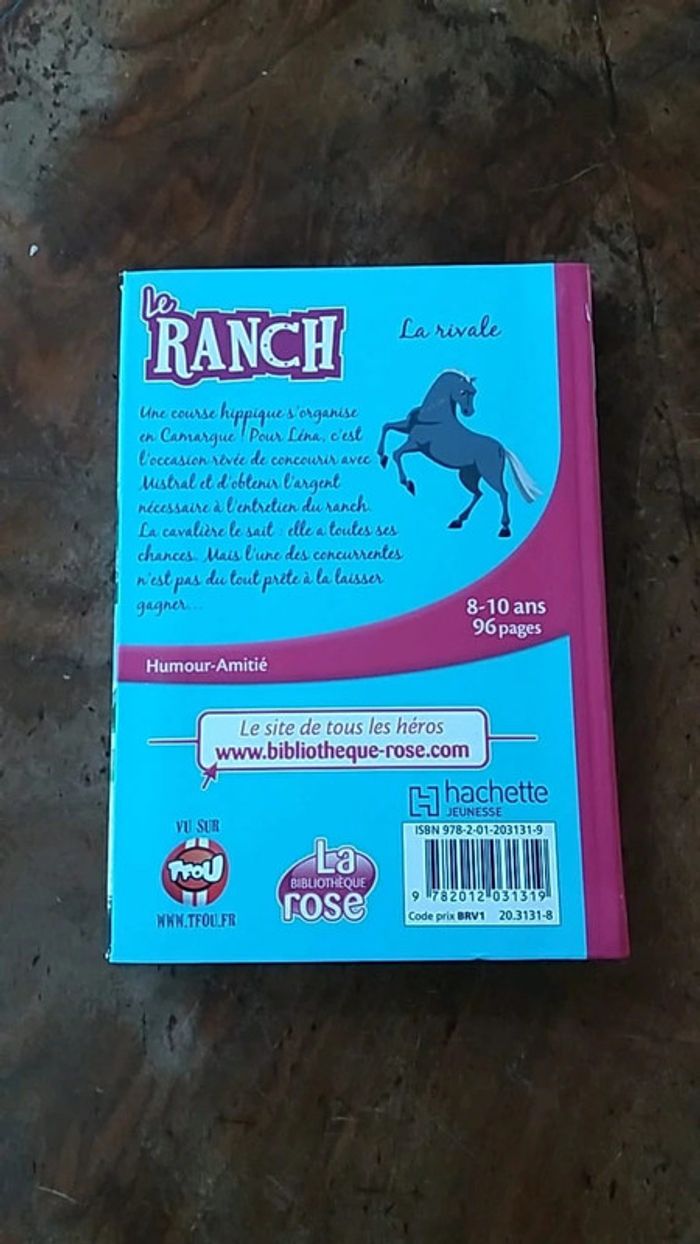 Le
RANCH
La rivale
Une course hippique s'organise
en Camargue ! Pour Léna, c'est
l'occasion rêvée de concourir avec
Mistral et d'obtenir l'argent
nécessaire à l'entretien du ranch.
La cavalière le sait : elle a toutes ses
chances. Mais l'une des concurrentes
n'est pas du tout prête à la laisser
gagner...
8-10 ans
96 pages
Humour-Amitié
Le site de tous les héros
www.bibliotheque-rose.com
hachette
JEUNESSE
VU SUR
TFOU
WWW.TFOU.FR
La
BIBLIOTHÈQUE
rose
ISBN 978-2-01-203131-9
9 782012 031319
Code prix BRV1 20.3131-8